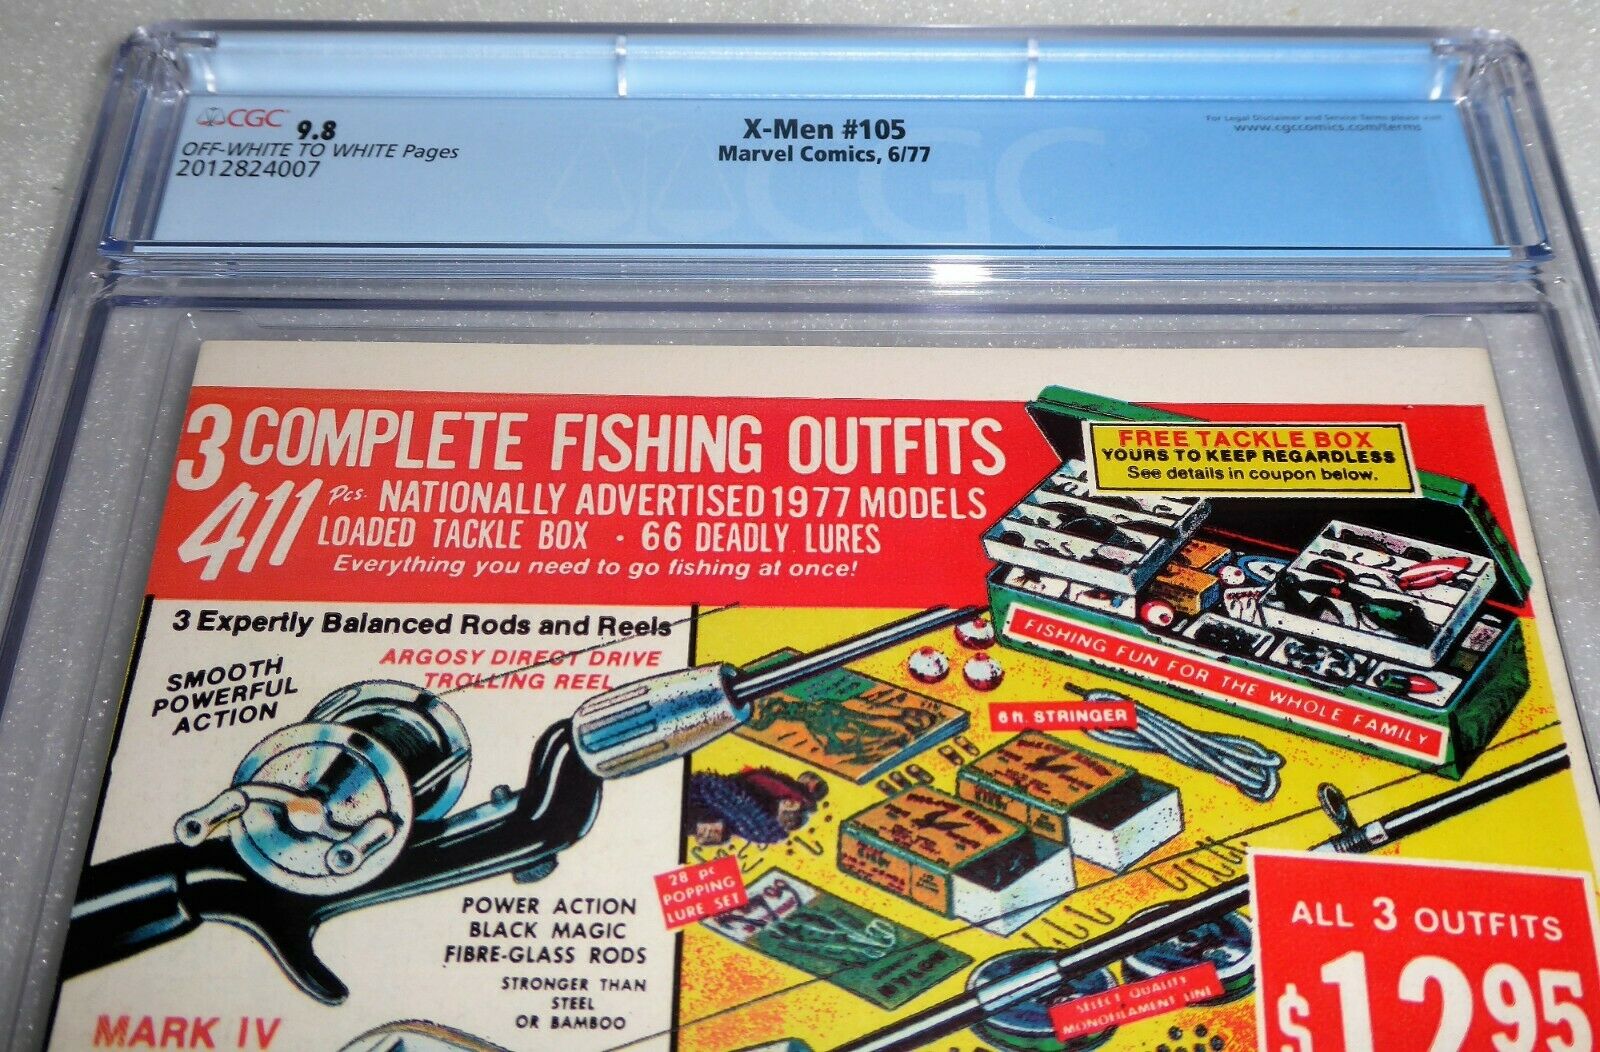 CGC 9.8
OFF-WHITE TO WHITE Pages
2012824007
X-Men #105
Marvel Comics, 6/77
For Legal Disclaimer and Service Terms please visit
www.cgccomics.com/terms
CGC
3 COMPLETE FISHING OUTFITS
411 Pcs. NATIONALLY ADVERTISED 1977 MODELS
LOADED TACKLE BOX · 66 DEADLY LURES
Everything you need to go fishing at once!
FREE TACKLE BOX
YOURS TO KEEP REGARDLESS
See details in coupon below.
FISHING FUN FOR THE WHOLE FAMILY
3 Expertly Balanced Rods and Reels
ARGOSY DIRECT DRIVE
TROLLING REEL
SMOOTH
POWERFUL
ACTION
6 ft. STRINGER
28 pc
POPPING
LURE SET
POWER ACTION
BLACK MAGIC
FIBRE-GLASS RODS
STRONGER THAN
STEEL
OR BAMBOO
SELECT QUALITY
MONOFILAMENT LINE
ALL 3 OUTFITS
$12.95
MARK IV